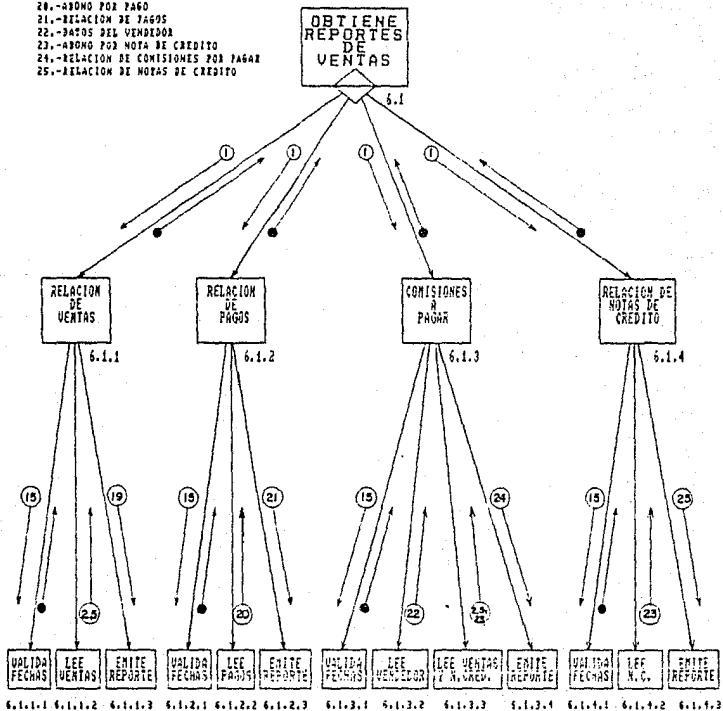 20.-ABONO POR PAGO
21.-RELACION DE PAGOS
22.-DATOS DEL VENDEDOR
23.-ABONO POR NOTA DE CREDITO
24.-RELACION DE COMISIONES POR PAGAR
25.-RELACION DE NOTAS DE CREDITO
OBTIENE
REPORTES
DE
VENTAS
6.1
1 1 1 1
RELACION
DE
VENTAS
6.1.1
RELACION
DE
PAGOS
6.1.2
COMISIONES
A
PAGAR
6.1.3
RELACION DE
NOTAS DE
CREDITO
6.1.4
15 19 15 21 15 24 15 25
2,5 20 22 2,5, 23 23
VALIDA
FECHAS
LEE
VENTAS
EMITE
REPORTE
VALIDA
FECHAS
LEE
PAGOS
EMITE
REPORTE
VALIDA
FECHAS
LEE
VENDEDOR
LEE VENTAS
Y N.CRED.
EMITE
REPORTE
VALIDA
FECHAS
LEE
N.C.
EMITE
REPORTE
6.1.1.1 6.1.1.2 6.1.1.3 6.1.2.1 6.1.2.2 6.1.2.3 6.1.3.1 6.1.3.2 6.1.3.3 6.1.3.4 6.1.4.1 6.1.4.2 6.1.4.3